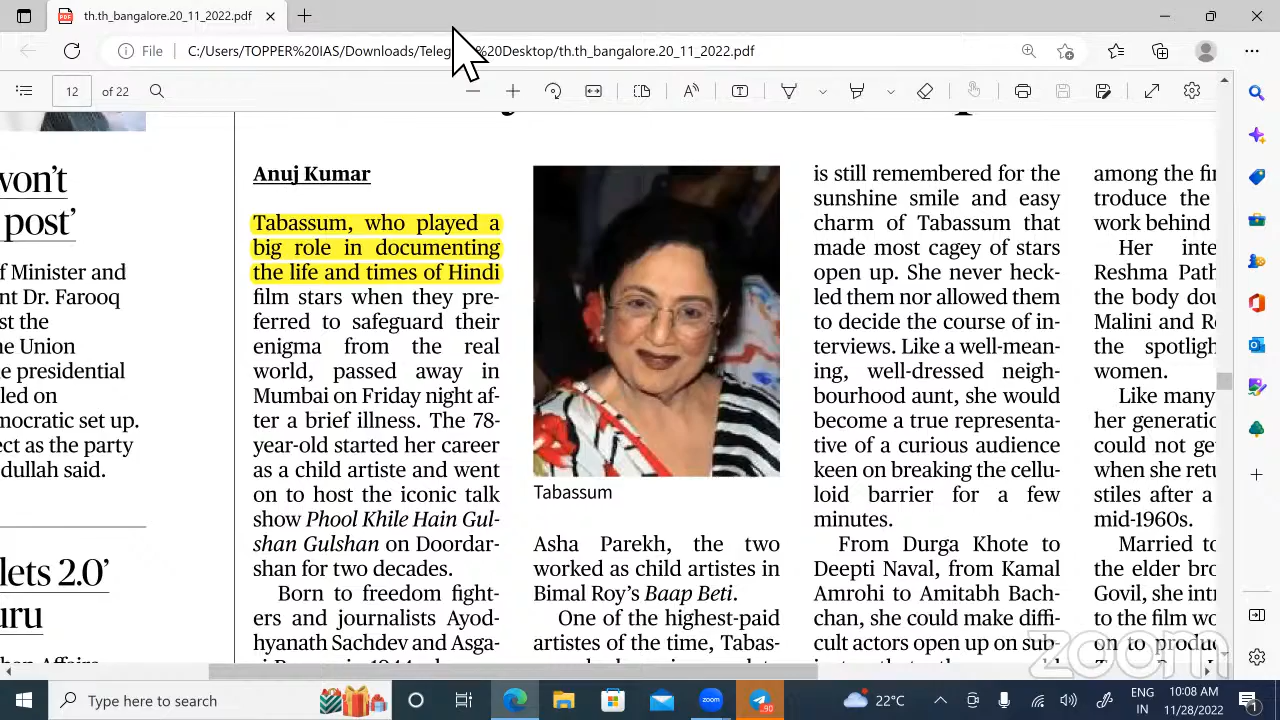 th.th_bangalore.20_11_2022.pdf
File
C:/Users/TOPPER%20IAS/Downloads/Teleg %20Desktop/th.th_bangalore.20_11_2022.pdf
12
of 22
won't
post'
f Minister and
nt Dr. Farooq
st the
Union
e presidential
led on
mocratic set up.
ect as the party
dullah said.
lets 2.0'
uru
Anuj Kumar
Tabassum, who played a
big role in documenting
the life and times of Hindi
film stars when they pre-
ferred to safeguard their
enigma from the real
world, passed away in
Mumbai on Friday night af-
ter a brief illness. The 78-
year-old started her career
as a child artiste and went
on to host the iconic talk
show Phool Khile Hain Gul-
shan Gulshan on Doordar-
shan for two decades.
Born to freedom fight-
ers and journalists Ayod-
hyanath Sachdev and Asga-
Tabassum
Asha Parekh, the two
worked as child artistes in
Bimal Roy's Baap Beti.
One of the highest-paid
artistes of the time, Tabas-
is still remembered for the
sunshine smile and easy
charm of Tabassum that
made most cagey of stars
open up. She never heck-
led them nor allowed them
to decide the course of in-
terviews. Like a well-mean-
ing, well-dressed neigh-
bourhood aunt, she would
become a true representa-
tive of a curious audience
keen on breaking the cellu-
loid barrier for a few
minutes.
From Durga Khote to
Deepti Naval, from Kamal
Amrohi to Amitabh Bach-
chan, she could make diffi-
cult actors open up on sub-
among the fi
troduce the
work behind
Her inte
Reshma Path
the body dou
Malini and R
the spotligh
women.
Like many
her generatio
could not ge
when she retu
stiles after a
mid-1960s.
Married to
the elder bro
Govil, she intr
to the film wo
on to produc
zoom
Type here to search
zoom
90
22°C
ENG
IN
10:08 AM
11/28/2022
1